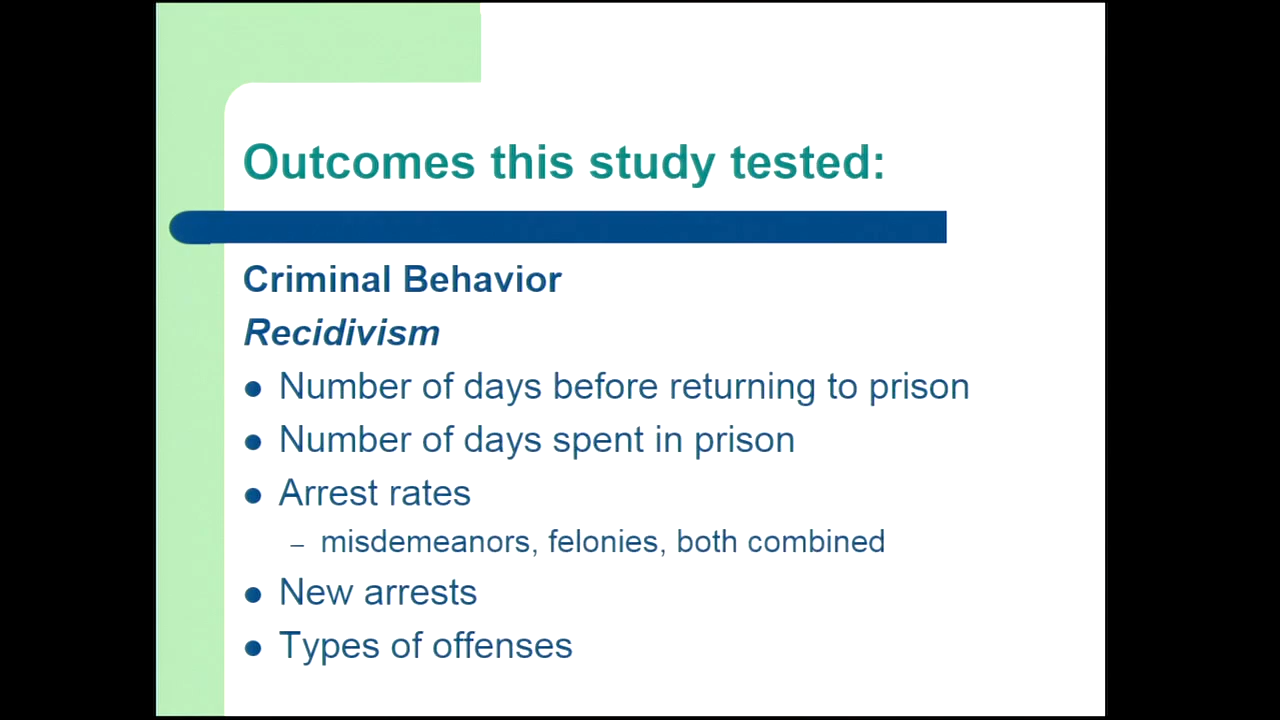 Outcomes this study tested:
Criminal Behavior
Recidivism
● Number of days before returning to prison
● Number of days spent in prison
● Arrest rates
– misdemeanors, felonies, both combined
● New arrests
● Types of offenses